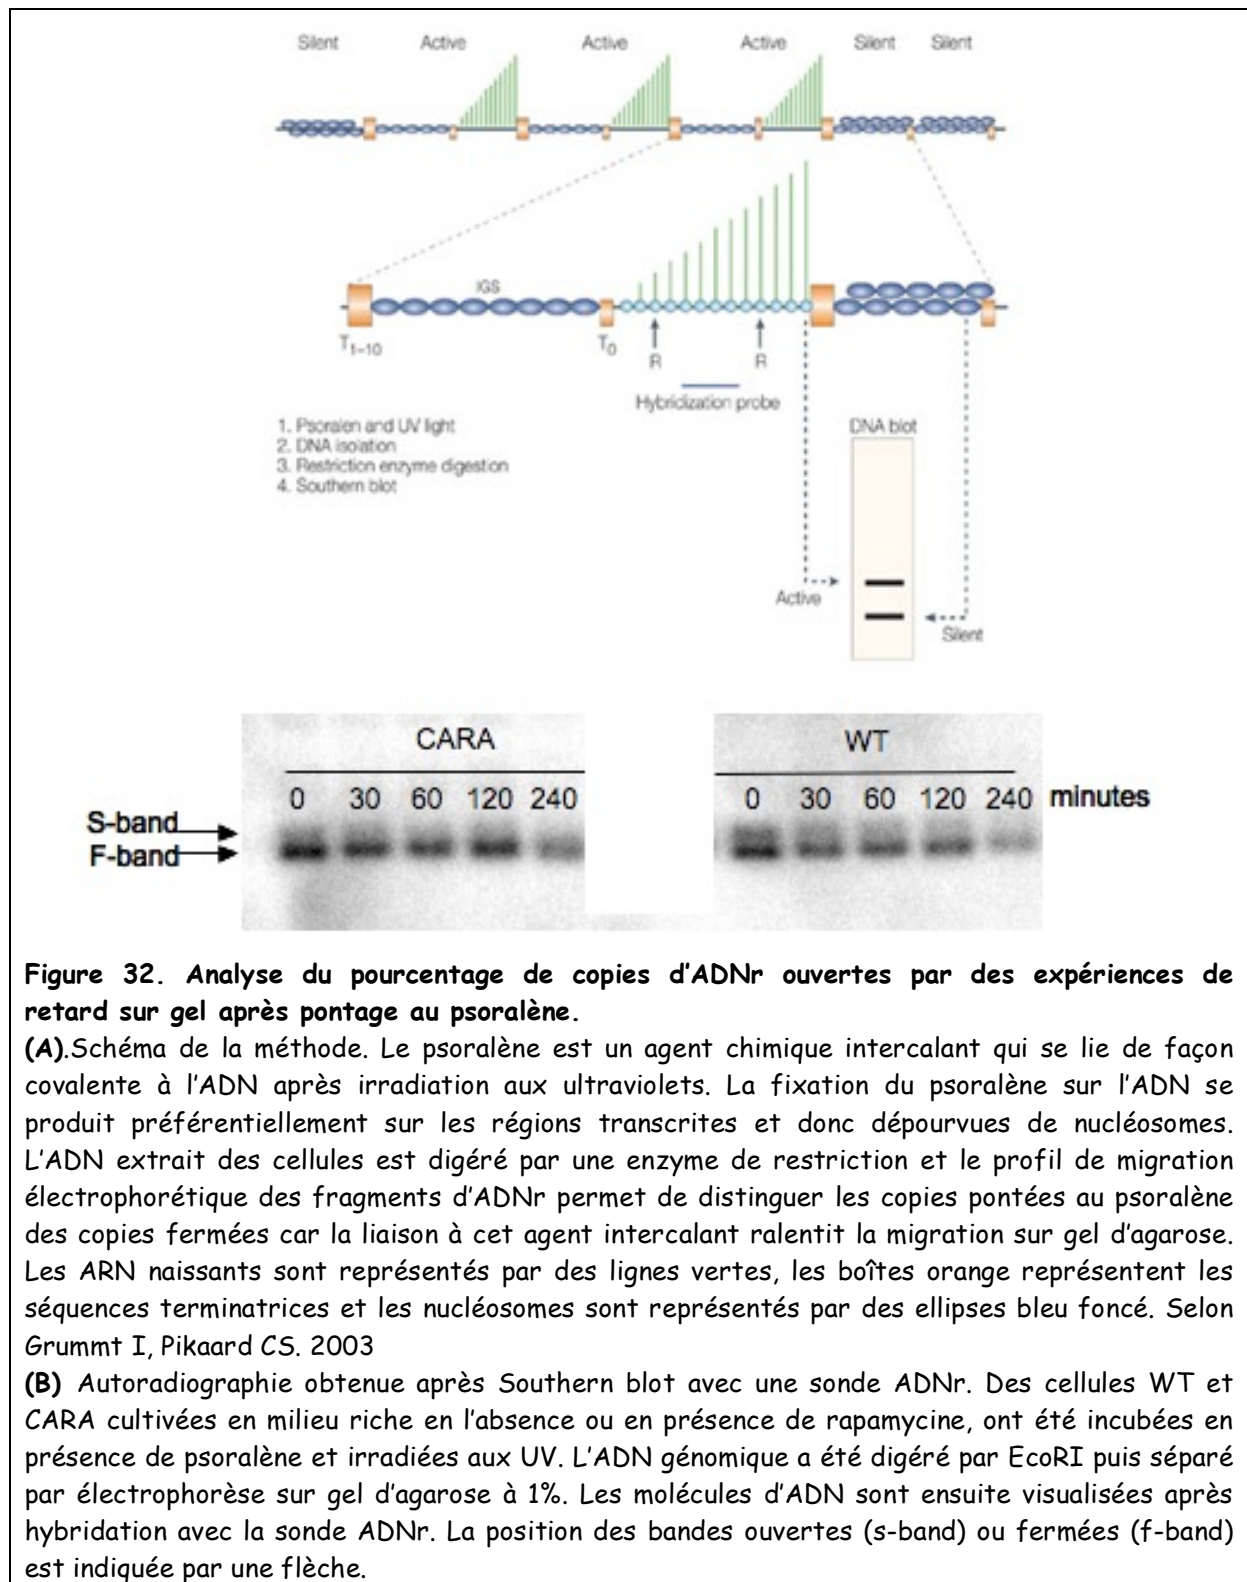 Silent Active Active Active Silent Silent
IGS
T1–10 T0 R R
Hybridization probe
1. Psoralen and UV light
2. DNA isolation
3. Restriction enzyme digestion
4. Southern blot
DNA blot
Active
Silent
CARA WT
0 30 60 120 240 0 30 60 120 240 minutes
S-band
F-band
Figure 32. Analyse du pourcentage de copies d'ADNr ouvertes par des expériences de
retard sur gel après pontage au psoralène.
(A).Schéma de la méthode. Le psoralène est un agent chimique intercalant qui se lie de façon
covalente à l'ADN après irradiation aux ultraviolets. La fixation du psoralène sur l'ADN se
produit préférentiellement sur les régions transcrites et donc dépourvues de nucléosomes.
L'ADN extrait des cellules est digéré par une enzyme de restriction et le profil de migration
électrophorétique des fragments d'ADNr permet de distinguer les copies pontées au psoralène
des copies fermées car la liaison à cet agent intercalant ralentit la migration sur gel d'agarose.
Les ARN naissants sont représentés par des lignes vertes, les boîtes orange représentent les
séquences terminatrices et les nucléosomes sont représentés par des ellipses bleu foncé. Selon
Grummt I, Pikaard CS. 2003
(B) Autoradiographie obtenue après Southern blot avec une sonde ADNr. Des cellules WT et
CARA cultivées en milieu riche en l'absence ou en présence de rapamycine, ont été incubées en
présence de psoralène et irradiées aux UV. L'ADN génomique a été digéré par EcoRI puis séparé
par électrophorèse sur gel d'agarose à 1%. Les molécules d'ADN sont ensuite visualisées après
hybridation avec la sonde ADNr. La position des bandes ouvertes (s-band) ou fermées (f-band)
est indiquée par une flèche.